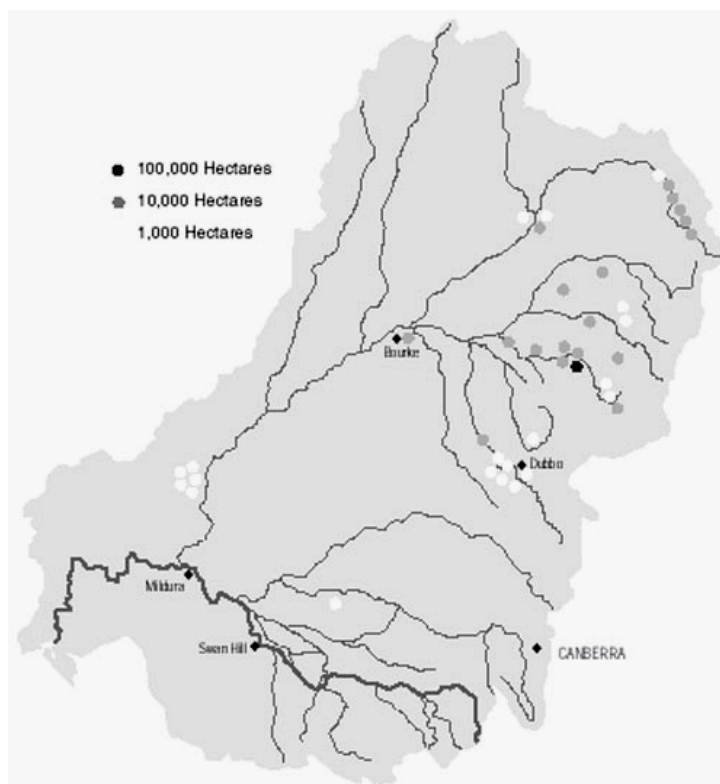 100,000 Hectares
10,000 Hectares
1,000 Hectares
Bourke
Dubbo
Mildura
Swan Hill
CANBERRA